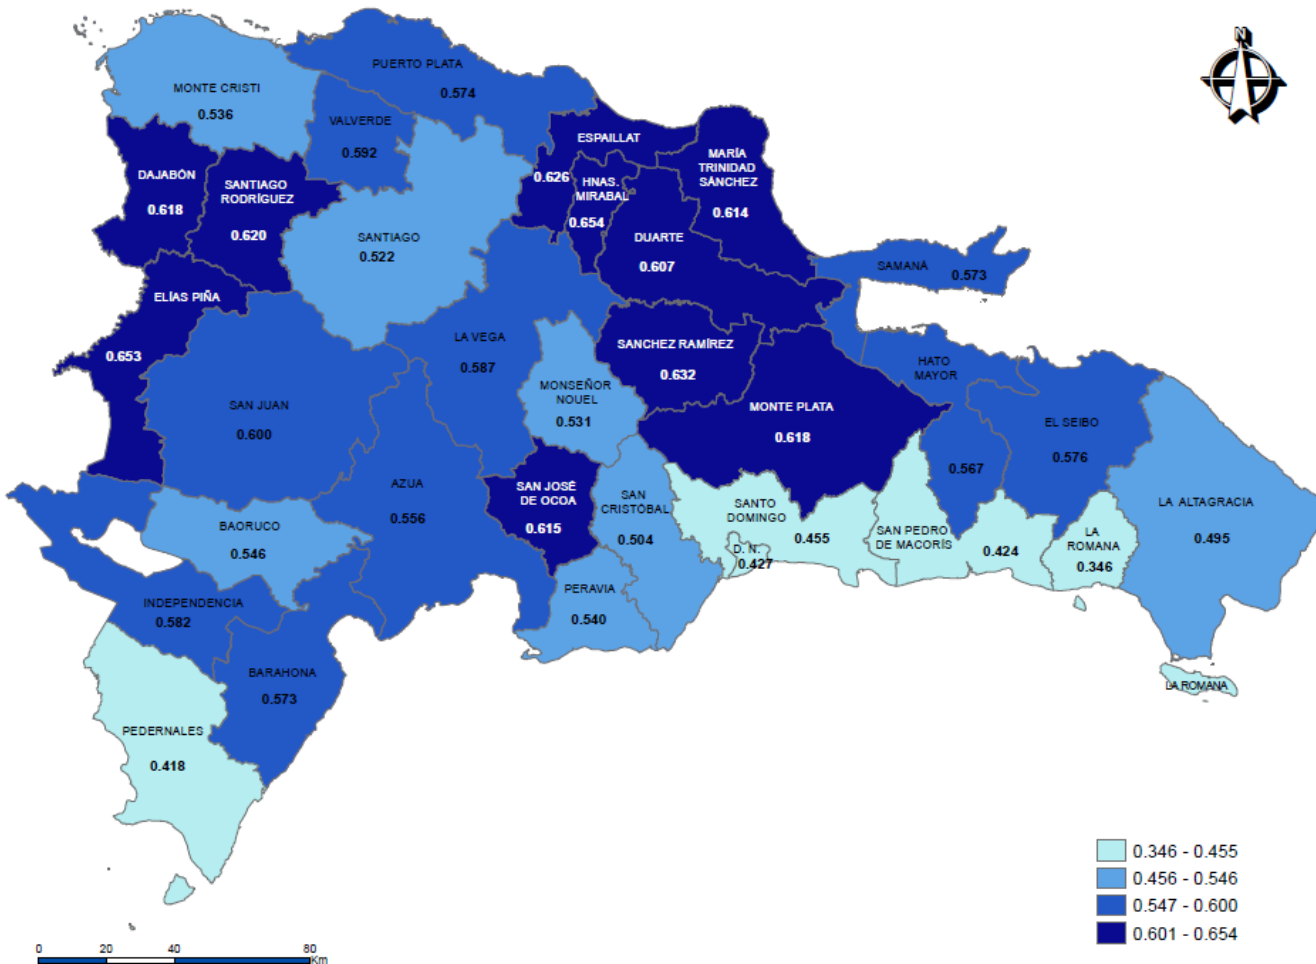 N
PUERTO PLATA
0.574
MONTE CRISTI
0.536
VALVERDE
0.592
ESPAILLAT
0.626
MARÍA
TRINIDAD
SÁNCHEZ
0.614
DAJABÓN
0.618
SANTIAGO
RODRÍGUEZ
0.620
HNAS.
MIRABAL
0.654
SANTIAGO
0.522
DUARTE
0.607
SAMANÁ
0.573
ELÍAS PIÑA
0.653
LA VEGA
0.587
SANCHEZ RAMÍREZ
0.632
HATO
MAYOR
0.567
MONSEÑOR
NOUEL
0.531
SAN JUAN
0.600
MONTE PLATA
0.618
EL SEIBO
0.576
AZUA
0.556
SAN JOSÉ
DE OCOA
0.615
SAN
CRISTÓBAL
0.504
SANTO
DOMINGO
0.455
D. N.
0.427
SAN PEDRO
DE MACORÍS
0.424
LA
ROMANA
0.346
LA ALTAGRACIA
0.495
BAORUCO
0.546
PERAVIA
0.540
INDEPENDENCIA
0.582
BARAHONA
0.573
LA ROMANA
PEDERNALES
0.418
0.346 - 0.455
0.456 - 0.546
0.547 - 0.600
0.601 - 0.654
0 20 40 80
Km